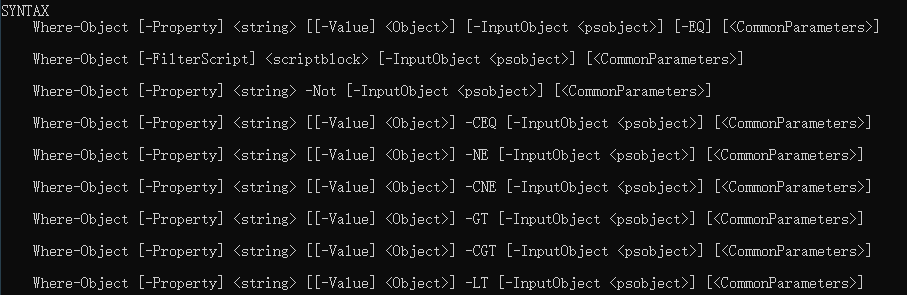 SYNTAX
Where-Object [-Property] <string> [[-Value] <Object>] [-InputObject <psobject>] [-EQ] [<CommonParameters>]
Where-Object [-FilterScript] <scriptblock> [-InputObject <psobject>] [<CommonParameters>]
Where-Object [-Property] <string> -Not [-InputObject <psobject>] [<CommonParameters>]
Where-Object [-Property] <string> [[-Value] <Object>] -CEQ [-InputObject <psobject>] [<CommonParameters>]
Where-Object [-Property] <string> [[-Value] <Object>] -NE [-InputObject <psobject>] [<CommonParameters>]
Where-Object [-Property] <string> [[-Value] <Object>] -CNE [-InputObject <psobject>] [<CommonParameters>]
Where-Object [-Property] <string> [[-Value] <Object>] -GT [-InputObject <psobject>] [<CommonParameters>]
Where-Object [-Property] <string> [[-Value] <Object>] -CGT [-InputObject <psobject>] [<CommonParameters>]
Where-Object [-Property] <string> [[-Value] <Object>] -LT [-InputObject <psobject>] [<CommonParameters>]